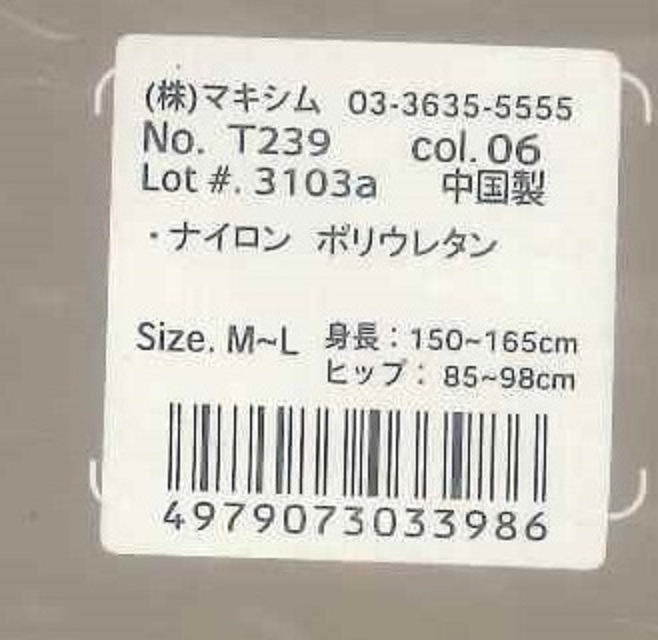 (株)マキシム 03-3635-5555
No. T239 col. 06
Lot #. 3103a 中国製
・ナイロン ポリウレタン
Size. M~L 身長：150~165cm
ヒップ：85~98cm
4979073033986